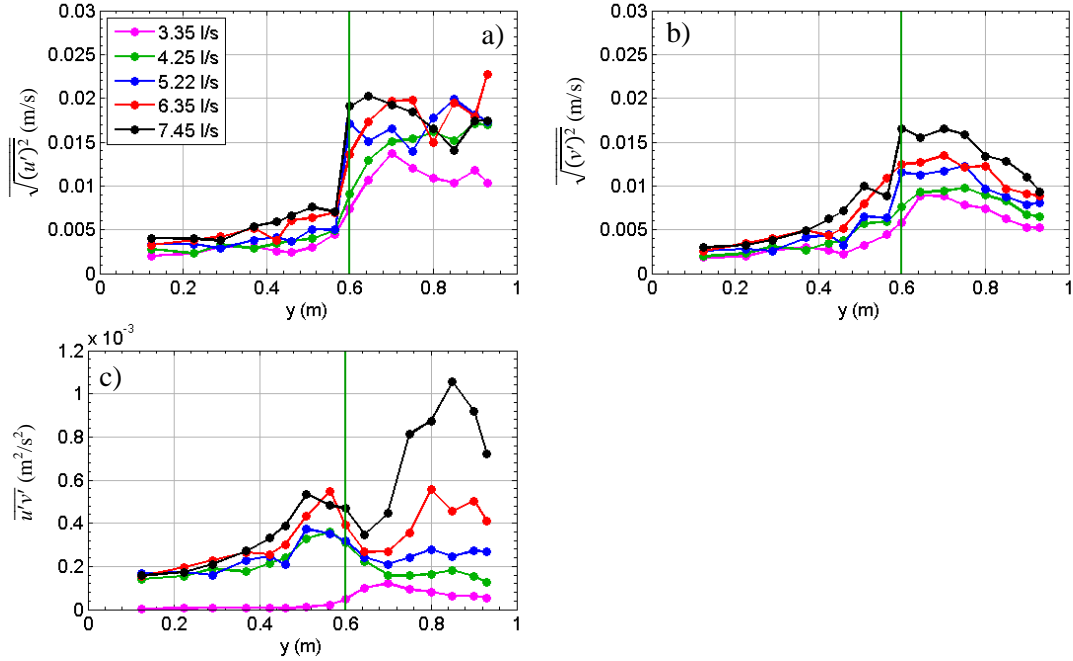 0.03
0.025
0.02
0.015
0.01
0.005
0
√(u')² (m/s)
3.35 l/s
4.25 l/s
5.22 l/s
6.35 l/s
7.45 l/s
a)
0 0.2 0.4 0.6 0.8 1
y (m)
b)
0.03
0.025
0.02
0.015
0.01
0.005
0
√(v')² (m/s)
0 0.2 0.4 0.6 0.8 1
y (m)
x 10⁻³
1.2
1
0.8
0.6
0.4
0.2
0
u'v' (m²/s²)
c)
0 0.2 0.4 0.6 0.8 1
y (m)